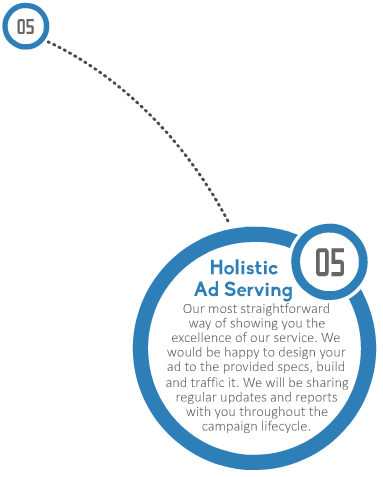 05
05
Holistic
Ad Serving
Our most straightforward
way of showing you the
excellence of our service. We
would be happy to design your
ad to the provided specs, build
and traffic it. We will be sharing
regular updates and reports
with you throughout the
campaign lifecycle.